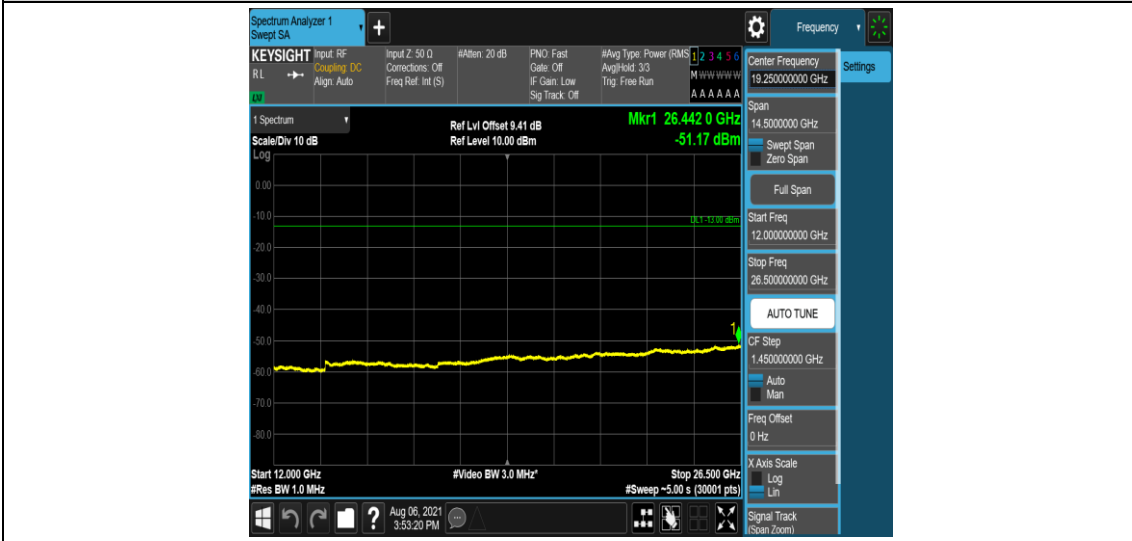 Spectrum Analyzer 1
Swept SA
+
Frequency
KEYSIGHT
RL
Input: RF
Coupling: DC
Align: Auto
Input Z: 50 Ω
Corrections: Off
Freq Ref: Int (S)
#Atten: 20 dB
PNO: Fast
Gate: Off
IF Gain: Low
Sig Track: Off
#Avg Type: Power (RMS
Avg|Hold: 3/3
Trig: Free Run
1 2 3 4 5 6
M W W W W W
A A A A A A
1 Spectrum
Scale/Div 10 dB
Log
Ref Lvl Offset 9.41 dB
Ref Level 10.00 dBm
Mkr1 26.442 0 GHz
-51.17 dBm
0.00
-10.0
DL1 -13.00 dBm
-20.0
-30.0
-40.0
1
-50.0
-60.0
-70.0
-80.0
Start 12.000 GHz
#Video BW 3.0 MHz*
Stop 26.500 GHz
#Res BW 1.0 MHz
#Sweep ~5.00 s (30001 pts)
?
Aug 06, 2021
3:53:20 PM
Center Frequency
19.250000000 GHz
Settings
Span
14.5000000 GHz
Swept Span
Zero Span
Full Span
Start Freq
12.000000000 GHz
Stop Freq
26.500000000 GHz
AUTO TUNE
CF Step
1.450000000 GHz
Auto
Man
Freq Offset
0 Hz
X Axis Scale
Log
Lin
Signal Track
(Span Zoom)